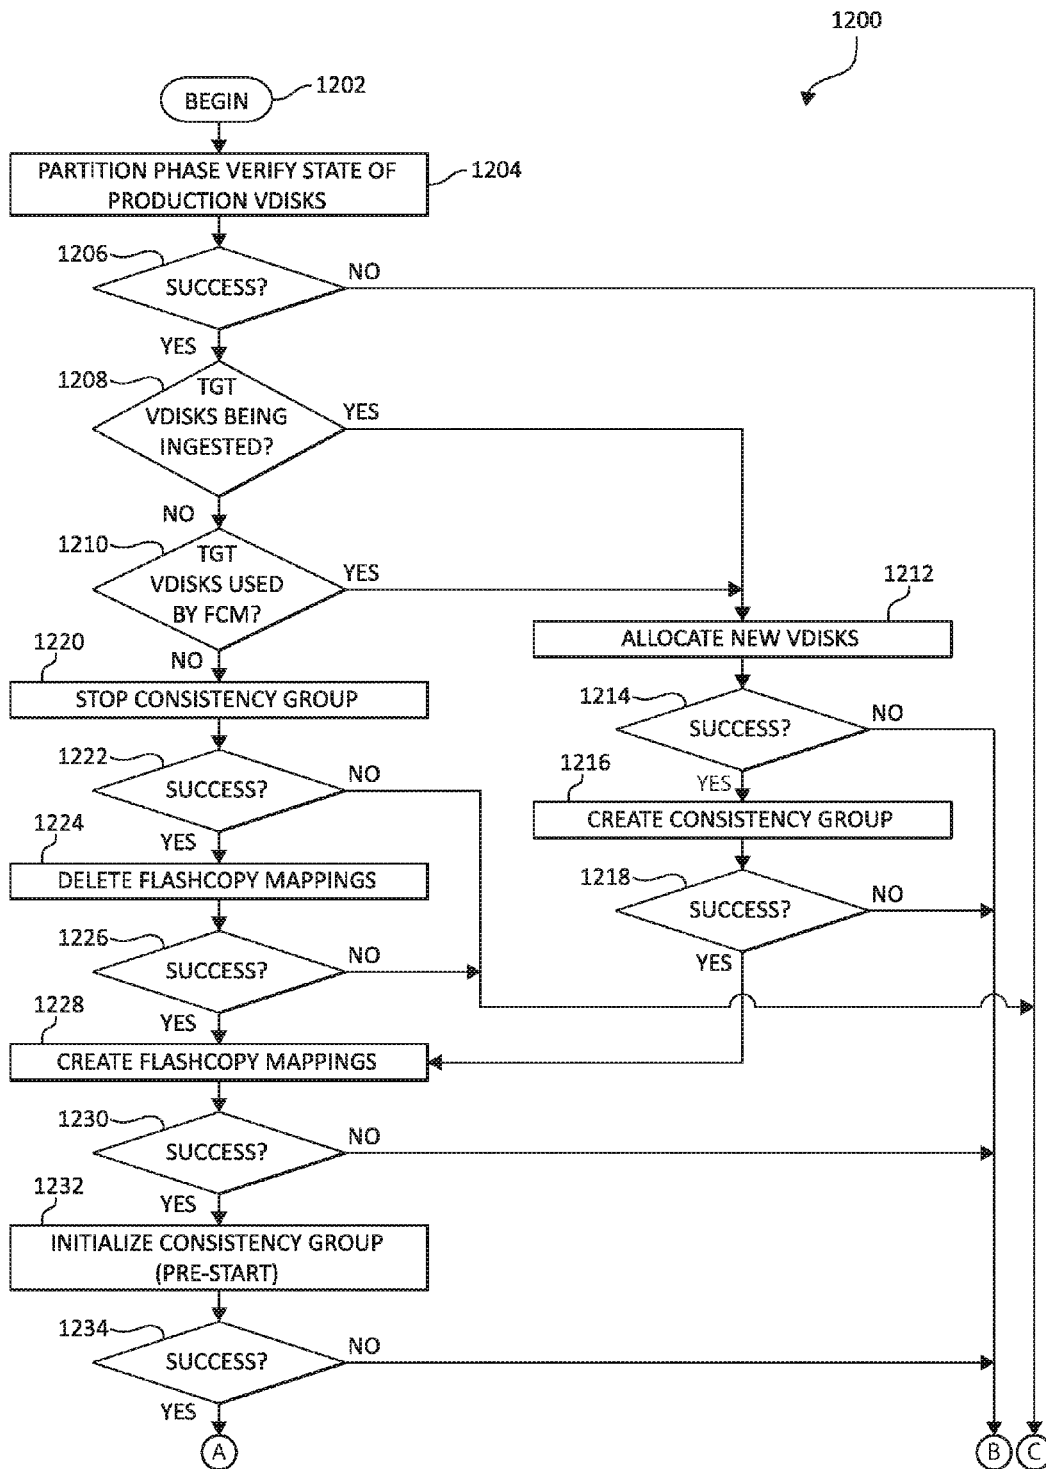 1200
BEGIN
1202
PARTITION PHASE VERIFY STATE OF
PRODUCTION VDISKS
1204
1206
SUCCESS?
NO
YES
1208
TGT
VDISKS BEING
INGESTED?
YES
NO
1210
TGT
VDISKS USED
BY FCM?
YES
NO
1212
ALLOCATE NEW VDISKS
1214
SUCCESS?
NO
YES
1216
CREATE CONSISTENCY GROUP
1218
SUCCESS?
NO
YES
1220
STOP CONSISTENCY GROUP
1222
SUCCESS?
NO
YES
1224
DELETE FLASHCOPY MAPPINGS
1226
SUCCESS?
NO
YES
1228
CREATE FLASHCOPY MAPPINGS
1230
SUCCESS?
NO
YES
1232
INITIALIZE CONSISTENCY GROUP
(PRE-START)
1234
SUCCESS?
NO
YES
A
B
C